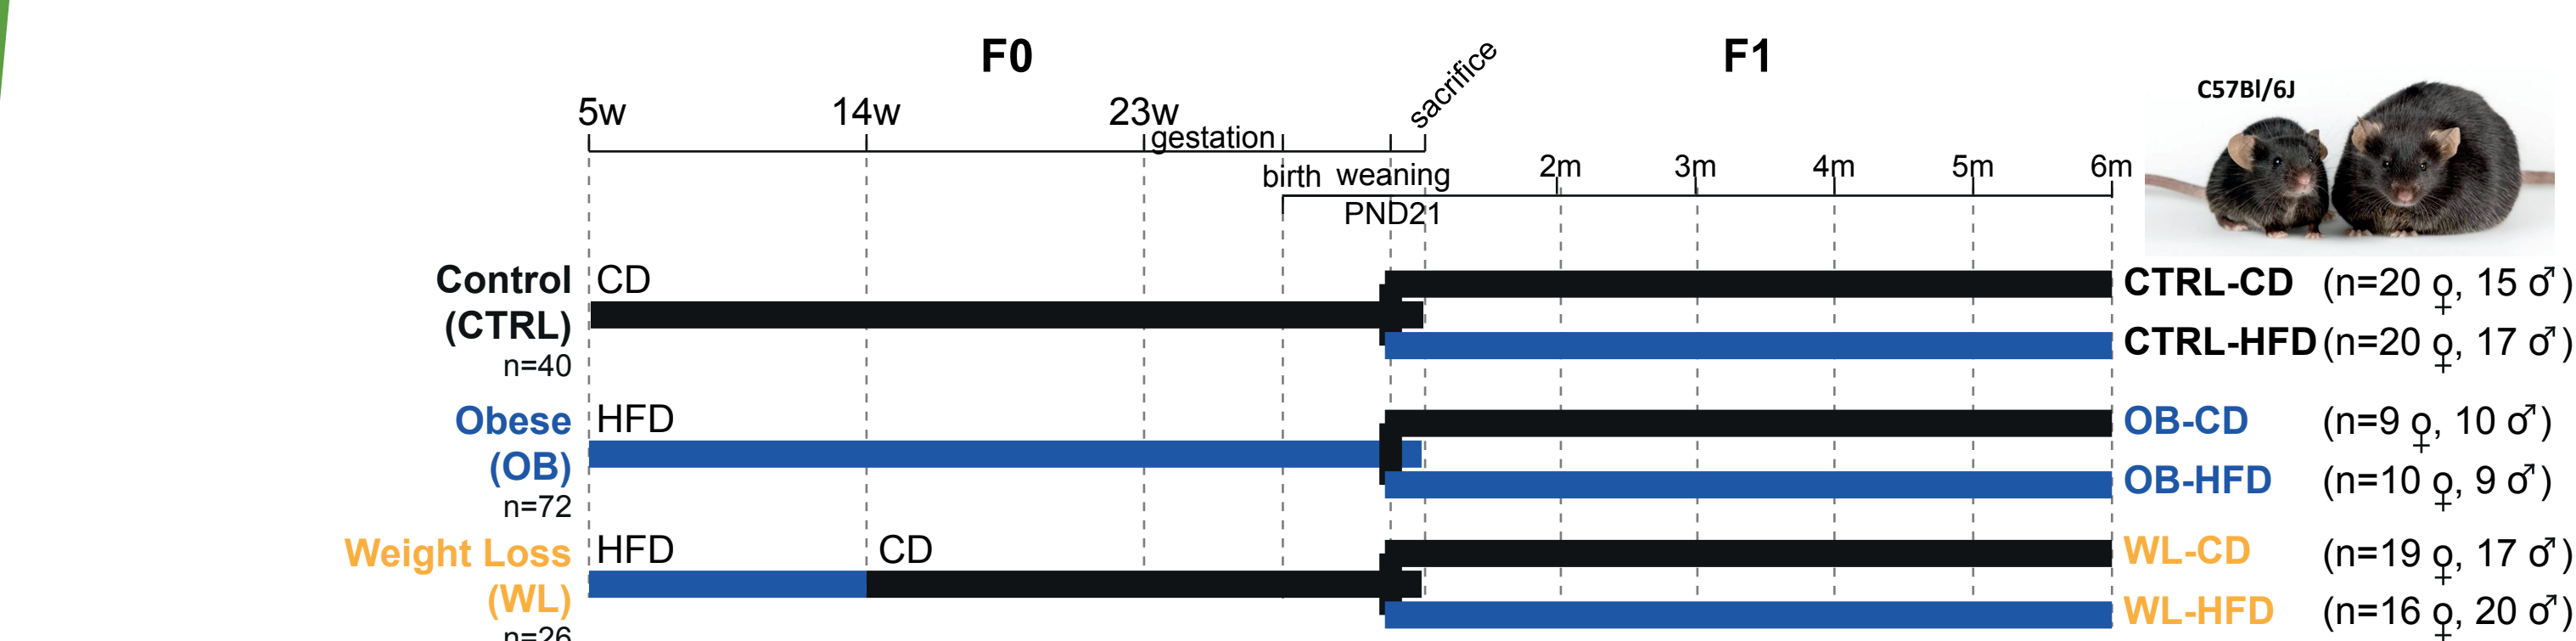 F0
F1
sacrifice
C57Bl/6J
5w 14w 23w
gestation
birth weaning
PND21
2m 3m 4m 5m 6m
Control
(CTRL)
n=40
CD
CTRL-CD (n=20 ♀, 15 ♂)
CTRL-HFD (n=20 ♀, 17 ♂)
Obese
(OB)
n=72
HFD
OB-CD (n=9 ♀, 10 ♂)
OB-HFD (n=10 ♀, 9 ♂)
Weight Loss
(WL)
n=26
HFD CD
WL-CD (n=19 ♀, 17 ♂)
WL-HFD (n=16 ♀, 20 ♂)